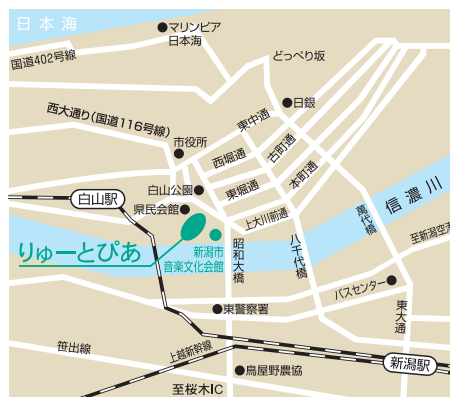 日本海
マリンピア
日本海
国道402号線
どっぺり坂
日銀
西大通り(国道116号線)
市役所
東中通
西堀通
古町通
東堀通
本町通
白山公園
白山駅
県民会館
上大川前通
信濃川
萬代橋
りゅーとぴあ
新潟市
音楽文化会館
昭和大橋
八千代橋
至新潟空港
バスセンター
東大通
東警察署
笹出線
上越新幹線
新潟駅
鳥屋野農協
至桜木IC